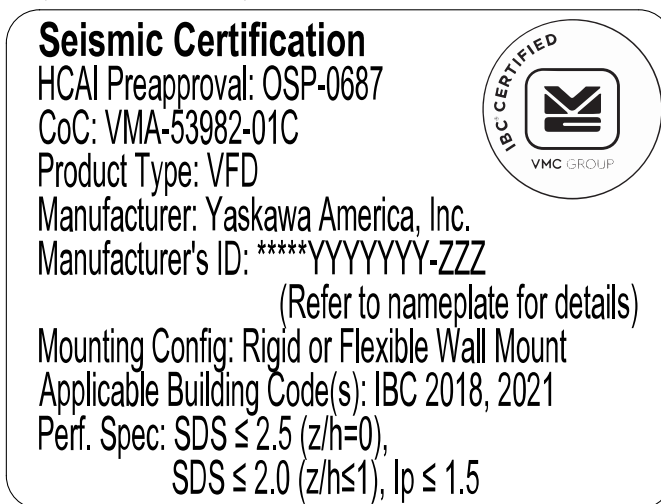 Seismic Certification
HCAI Preapproval: OSP-0687
CoC: VMA-53982-01C
Product Type: VFD
Manufacturer: Yaskawa America, Inc.
Manufacturer's ID: *****YYYYYYY-ZZZ
(Refer to nameplate for details)
Mounting Config: Rigid or Flexible Wall Mount
Applicable Building Code(s): IBC 2018, 2021
Perf. Spec: SDS ≤ 2.5 (z/h=0),
SDS ≤ 2.0 (z/h≤1), Ip ≤ 1.5
IBC+ CERTIFIED
VMC GROUP